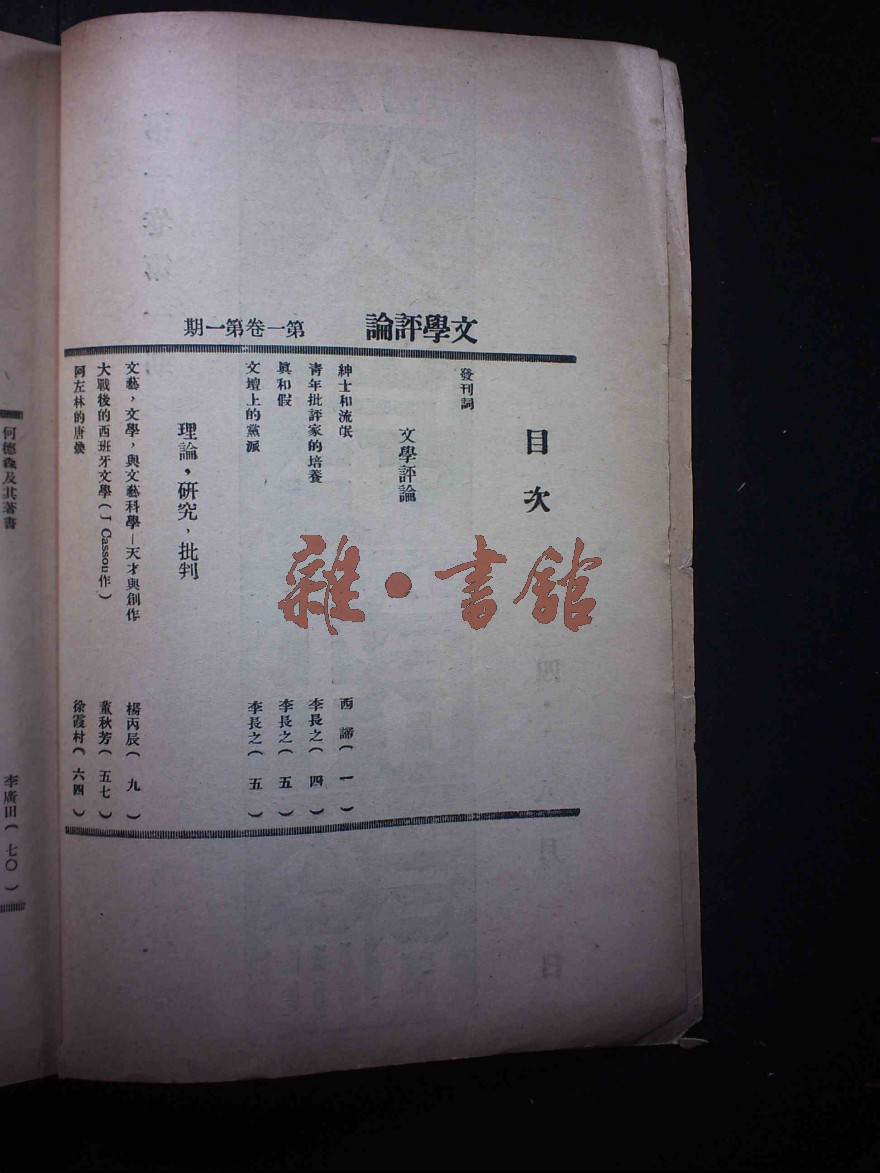 文學評論 第一卷第一期
目次
發刊詞
文學評論
紳士和流氓 西諦(一)
青年批評家的培養 李長之(四)
眞和假 李長之(五)
文壇上的黨派 李長之(五)
理論,研究,批判
文藝,文學,與文藝科學—天才與創作 楊丙辰(九)
大戰後的西班牙文學(J Cassou作) 董秋芳(五七)
阿左林的唐㷼 徐霞村(六四)
何德森及其著書 李廣田(七〇)
雜•書館